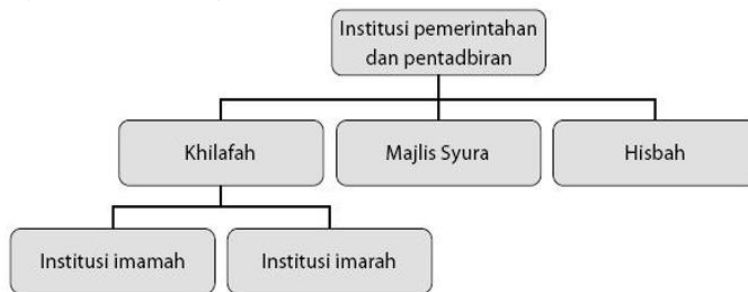 Institusi pemerintahan
dan pentadbiran
Khilafah
Majlis Syura
Hisbah
Institusi imamah
Institusi imarah